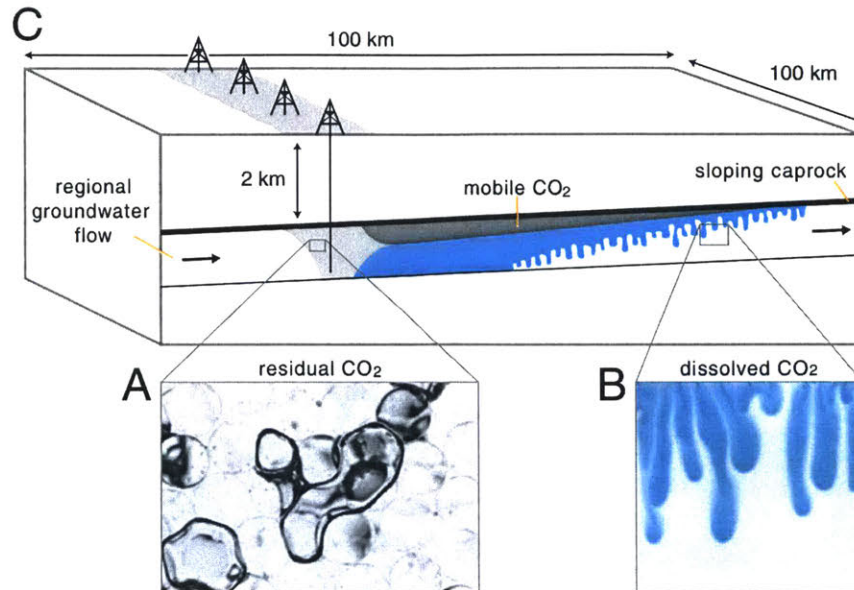 C
100 km
100 km
2 km
regional
groundwater
flow
mobile CO₂
sloping caprock
A
residual CO₂
B
dissolved CO₂